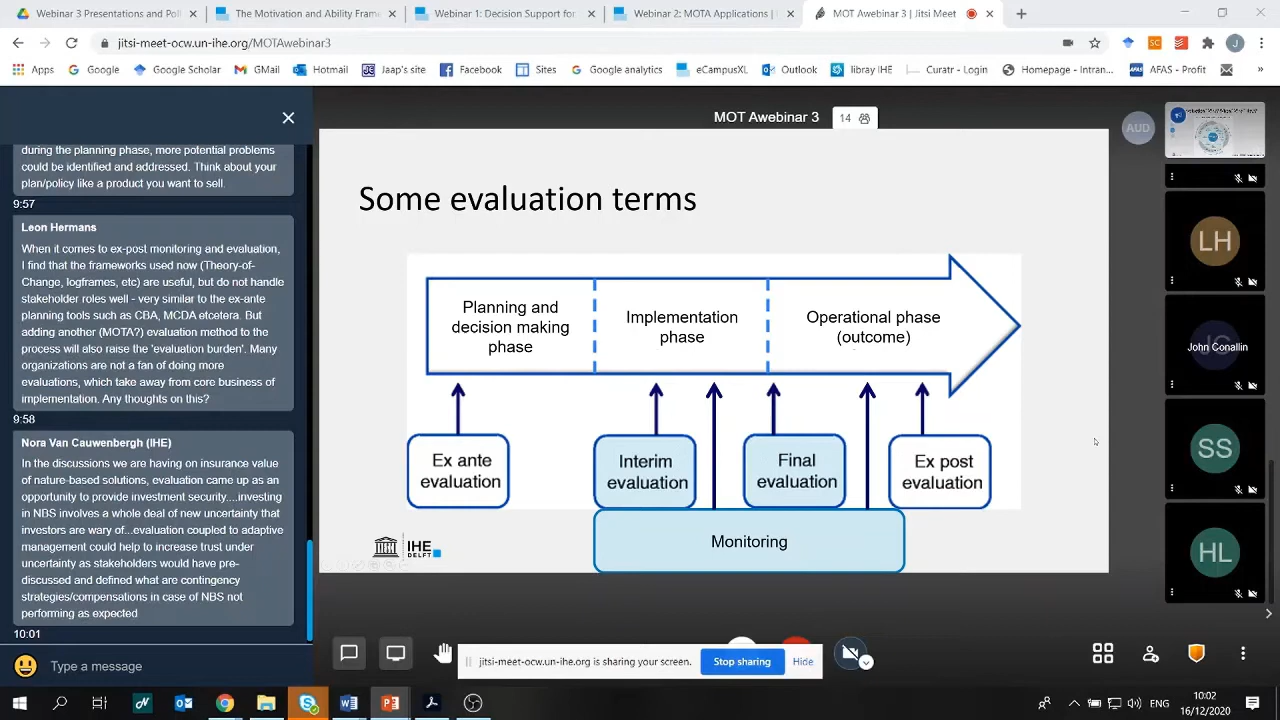 Webinar 3 Presentations and Poll
The Motivation and Ability Frame
Webinar 1: Decision Support for
Webinar 2: MOTA Applications |
MOT Awebinar 3 | Jitsi Meet
jitsi-meet-ocw.un-ihe.org/MOTAwebinar3
Apps
Google
Google Scholar
GMail
Hotmail
Jaap's site
Facebook
Sites
Google analytics
eCampusXL
Outlook
libray IHE
Curatr - Login
Homepage - Intran...
AFAS - Profit
during the planning phase, more potential problems
could be identified and addressed. Think about your
plan/policy like a product you want to sell.
9:57
Leon Hermans
When it comes to ex-post monitoring and evaluation,
I find that the frameworks used now (Theory-of-
Change, logframes, etc) are useful, but do not handle
stakeholder roles well - very similar to the ex-ante
planning tools such as CBA, MCDA etcetera. But
adding another (MOTA?) evaluation method to the
process will also raise the 'evaluation burden'. Many
organizations are not a fan of doing more
evaluations, which take away from core business of
implementation. Any thoughts on this?
9:58
Nora Van Cauwenbergh (IHE)
In the discussions we are having on insurance value
of nature-based solutions, evaluation came up as an
opportunity to provide investment security....investing
in NBS involves a whole deal of new uncertainty that
investors are wary of...evaluation coupled to adaptive
management could help to increase trust under
uncertainty as stakeholders would have pre-
discussed and defined what are contingency
strategies/compensations in case of NBS not
performing as expected
10:01
Type a message
MOT Awebinar 3
14
AUD
Some evaluation terms
Planning and
decision making
phase
Implementation
phase
Operational phase
(outcome)
Ex ante
evaluation
Interim
evaluation
Final
evaluation
Ex post
evaluation
Monitoring
IHE
DELFT
LH
John Conallin
SS
HL
jitsi-meet-ocw.un-ihe.org is sharing your screen.
Stop sharing
Hide
ENG
10:02
16/12/2020